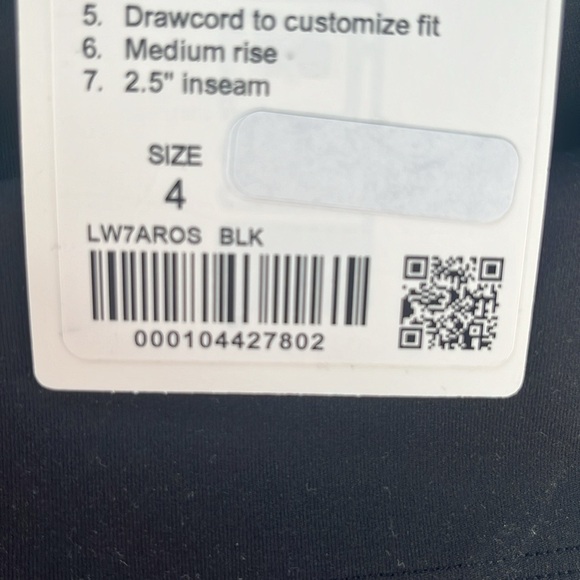 5. Drawcord to customize fit
6. Medium rise
7. 2.5" inseam
SIZE
4
LW7AROS BLK
000104427802